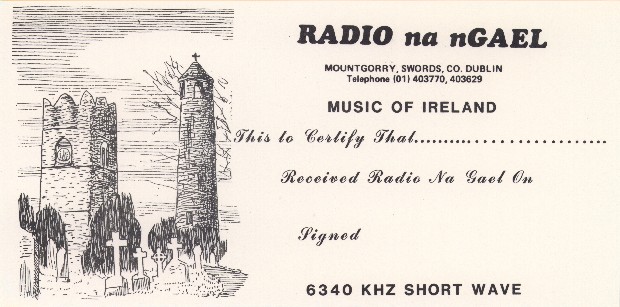 RADIO na nGAEL
MOUNTGORRY, SWORDS, CO. DUBLIN
Telephone (01) 403770, 403629
MUSIC OF IRELAND
This to Certify That............................
Received Radio Na Gael On
Signed
6340 KHZ SHORT WAVE